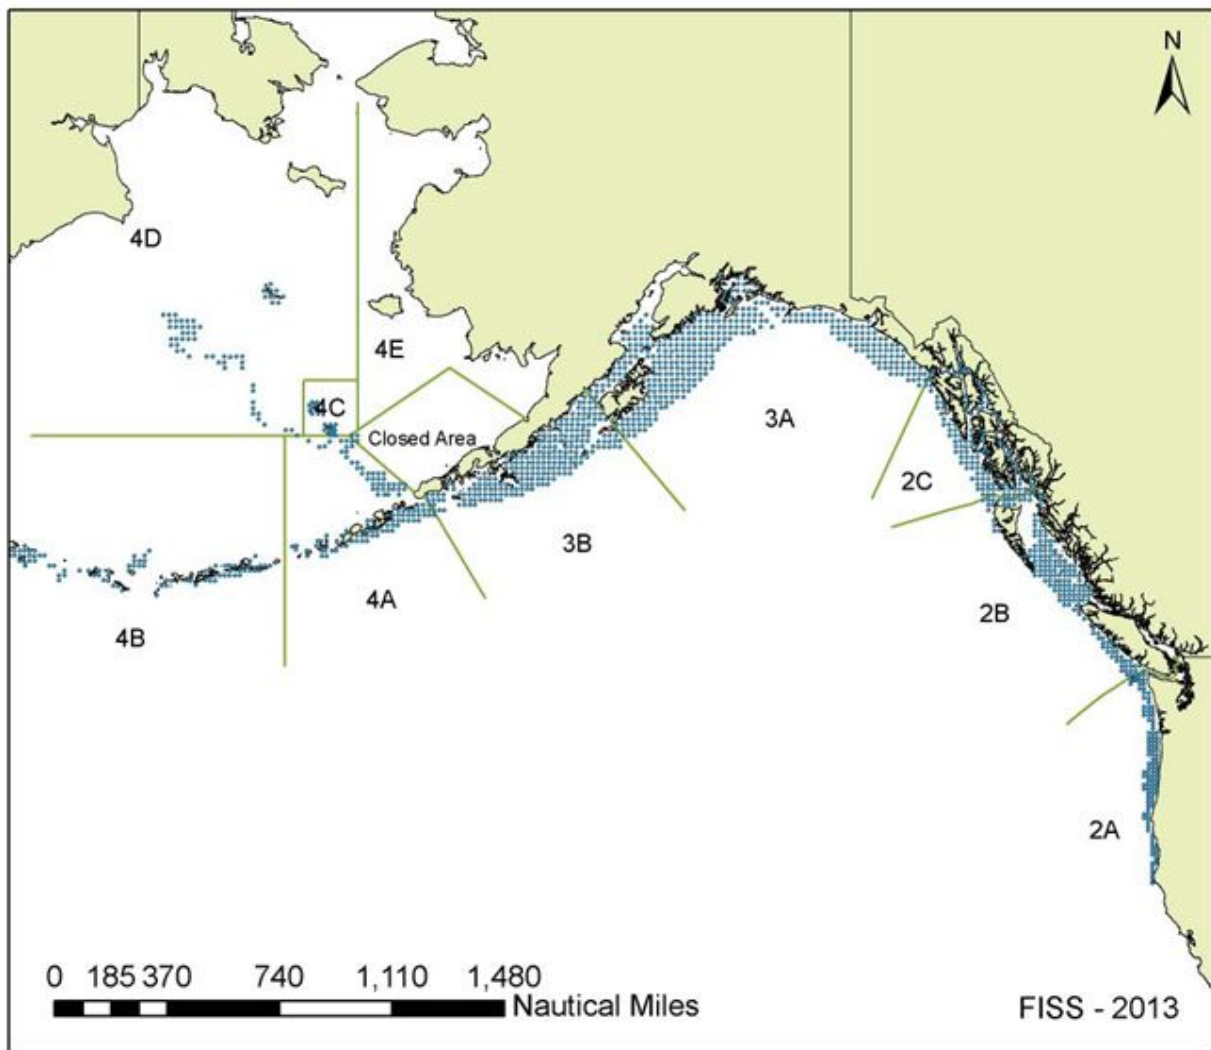 N
4D
4E
4C
Closed Area
3A
2C
3B
4A
2B
4B
2A
0 185 370 740 1,110 1,480
Nautical Miles
FISS - 2013